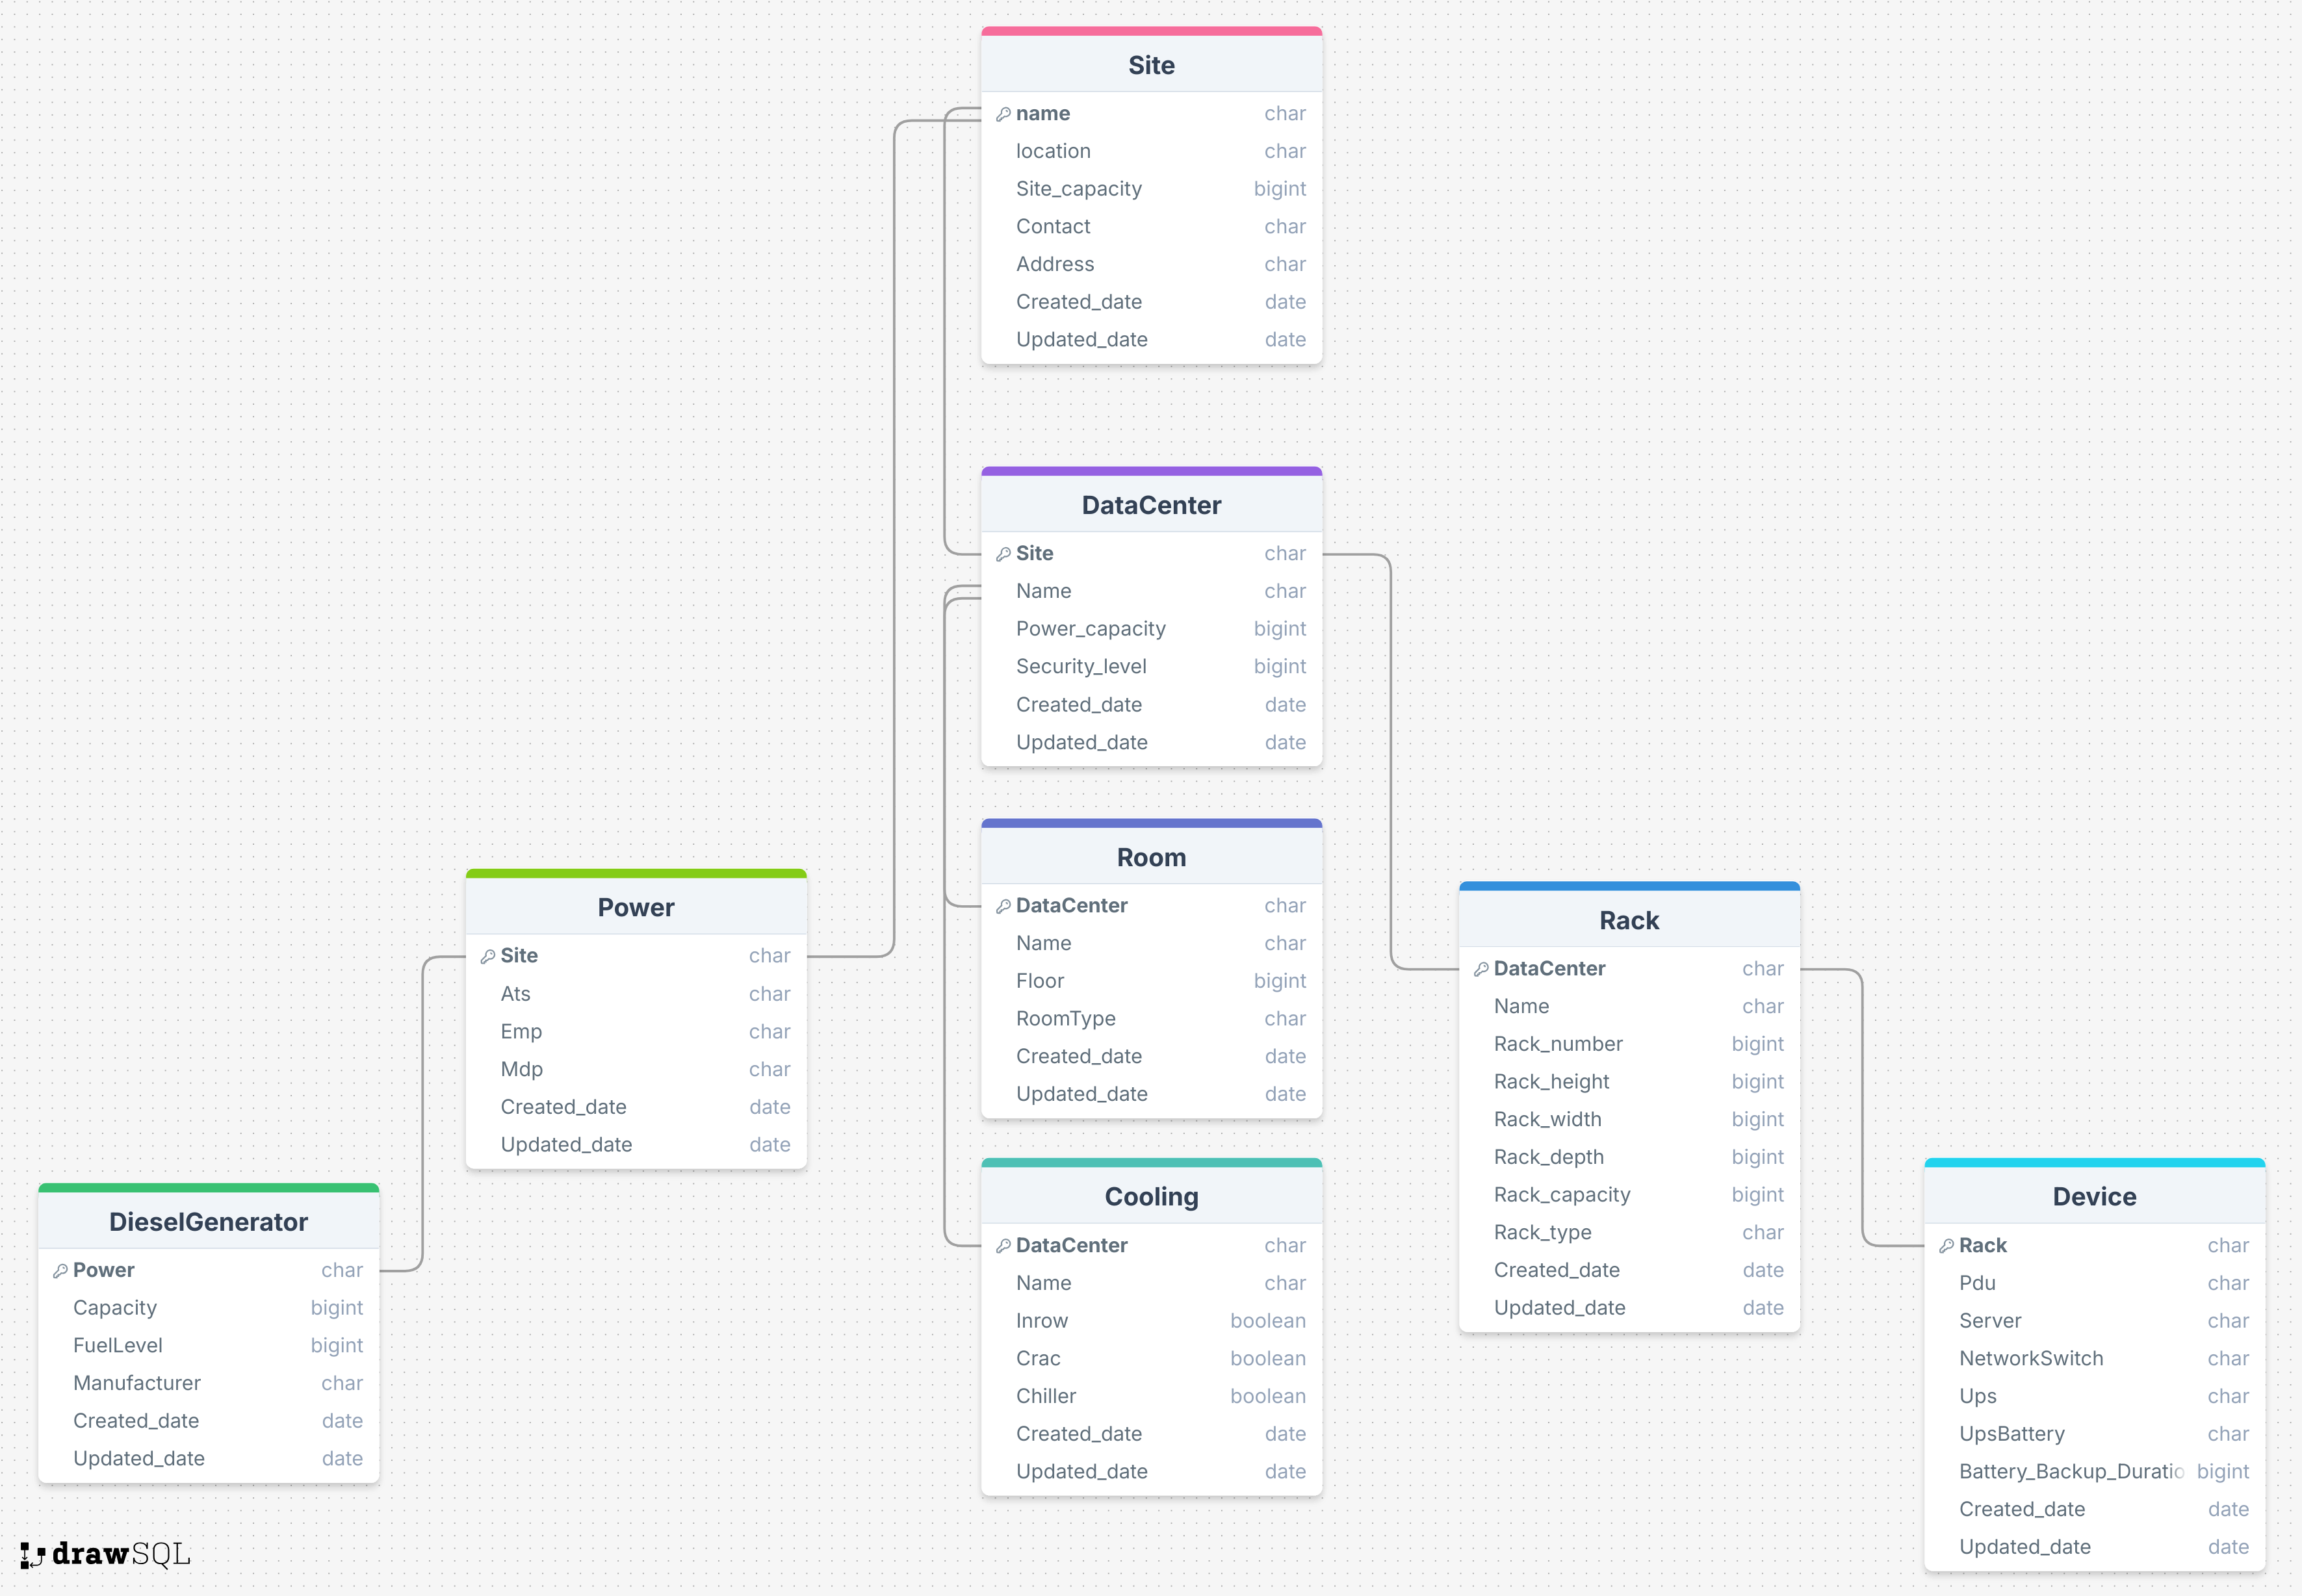 Site
name char
location char
Site_capacity bigint
Contact char
Address char
Created_date date
Updated_date date
DataCenter
Site char
Name char
Power_capacity bigint
Security_level bigint
Created_date date
Updated_date date
Room
DataCenter char
Name char
Floor bigint
RoomType char
Created_date date
Updated_date date
Cooling
DataCenter char
Name char
Inrow boolean
Crac boolean
Chiller boolean
Created_date date
Updated_date date
Power
Site char
Ats char
Emp char
Mdp char
Created_date date
Updated_date date
DieselGenerator
Power char
Capacity bigint
FuelLevel bigint
Manufacturer char
Created_date date
Updated_date date
Rack
DataCenter char
Name char
Rack_number bigint
Rack_height bigint
Rack_width bigint
Rack_depth bigint
Rack_capacity bigint
Rack_type char
Created_date date
Updated_date date
Device
Rack char
Pdu char
Server char
NetworkSwitch char
Ups char
UpsBattery char
Battery_Backup_Duratio bigint
Created_date date
Updated_date date
drawSQL